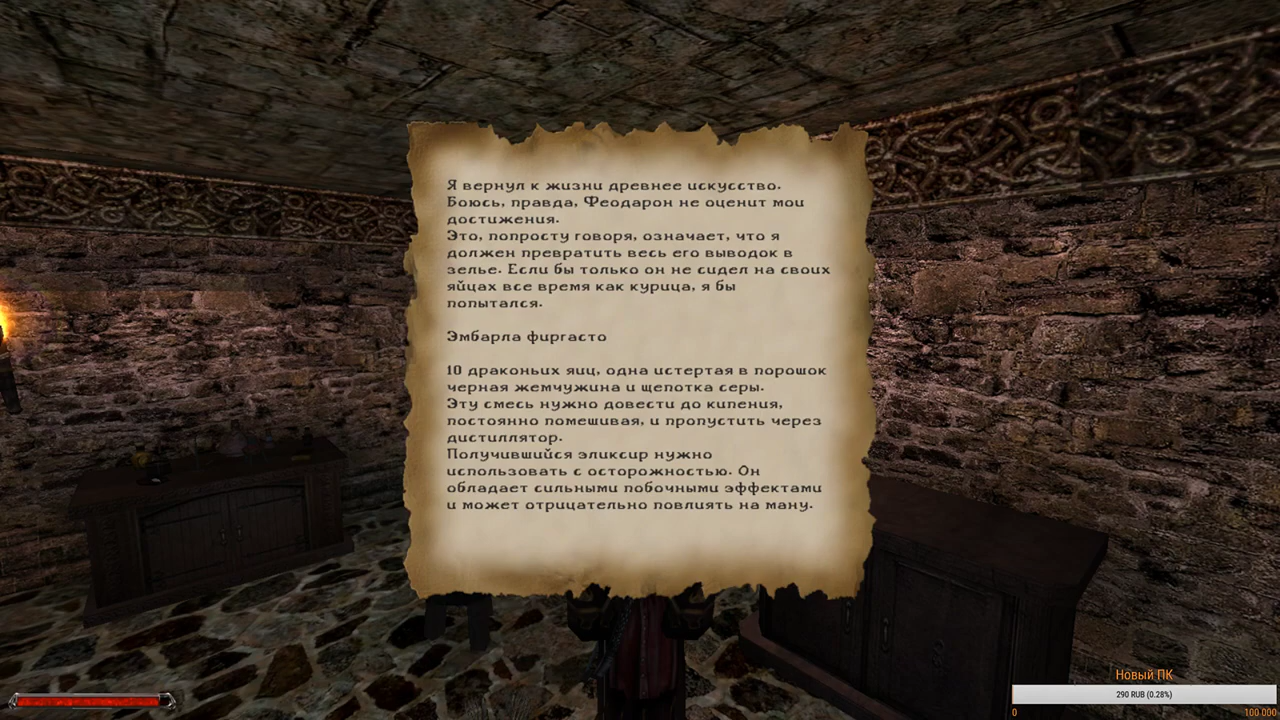 Я вернул к жизни древнее искусство.
Боюсь, правда, Феодарон не оценит мои
достижения.
Это, попросту говоря, означает, что я
должен превратить весь его выводок в
зелье. Если бы только он не сидел на своих
яйцах все время как курица, я бы
попытался.
Эмбарла фиргасто
10 драконьих яиц, одна истертая в порошок
черная жемчужина и щепотка серы.
Эту смесь нужно довести до кипения,
постоянно помешивая, и пропустить через
дистиллятор.
Получившийся эликсир нужно
использовать с осторожностью. Он
обладает сильными побочными эффектами
и может отрицательно повлиять на ману.
Новый ПК
290 RUB (0.28%)
0
100 000